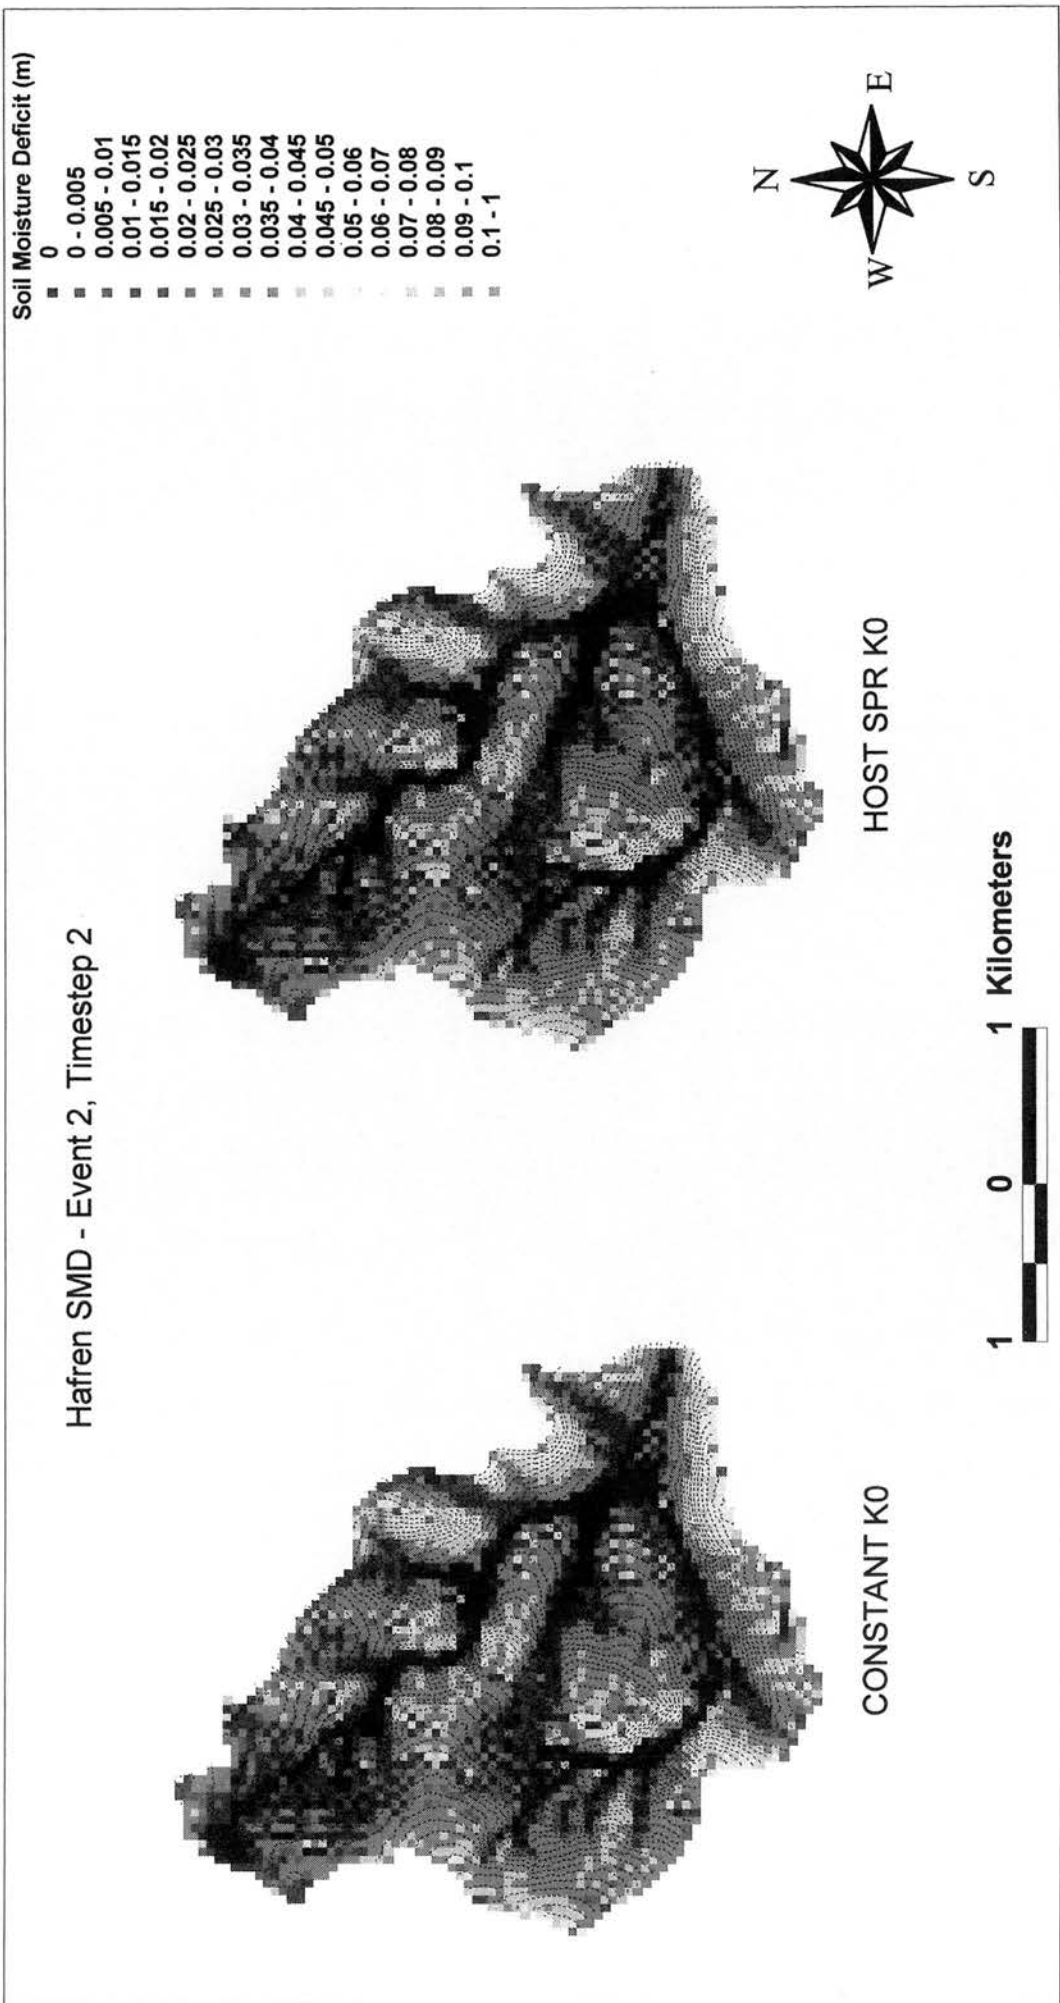 Hafren SMD - Event 2, Timestep 2
Soil Moisture Deficit (m)
0
0 - 0.005
0.005 - 0.01
0.01 - 0.015
0.015 - 0.02
0.02 - 0.025
0.025 - 0.03
0.03 - 0.035
0.035 - 0.04
0.04 - 0.045
0.045 - 0.05
0.05 - 0.06
0.06 - 0.07
0.07 - 0.08
0.08 - 0.09
0.09 - 0.1
0.1 - 1
CONSTANT K0
HOST SPR K0
1 0 1 Kilometers
N
W E
S